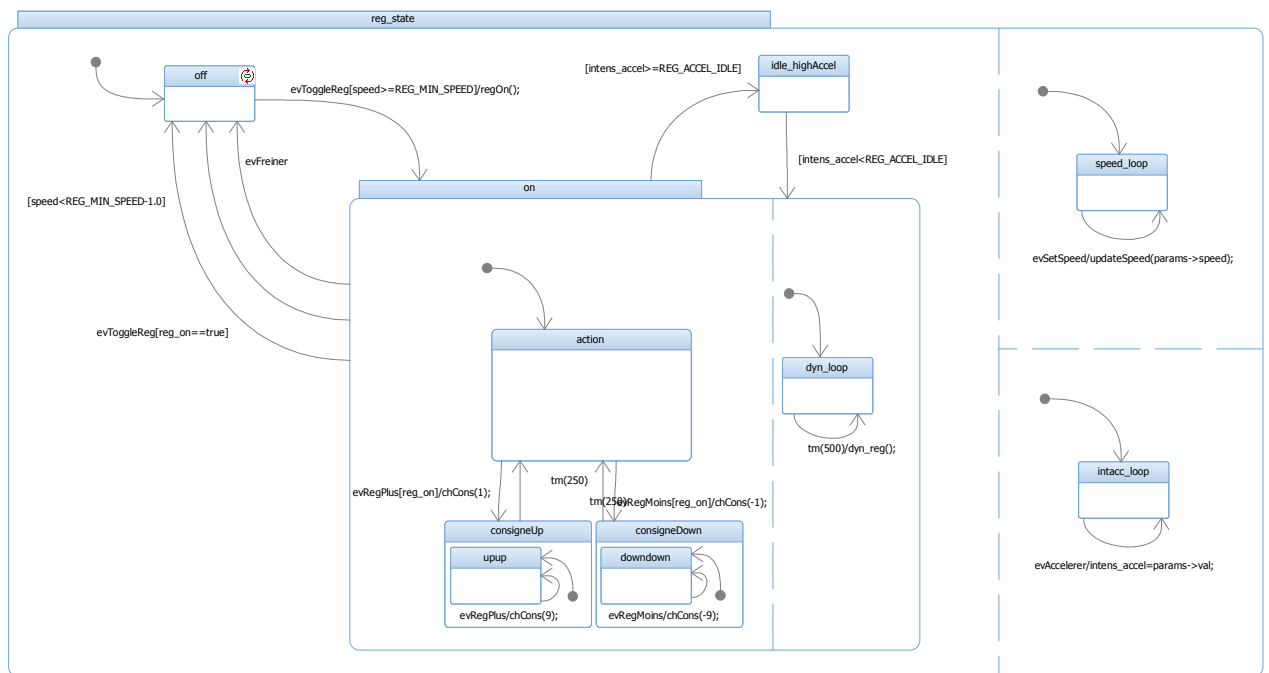 reg_state
off
idle_highAccel
[intens_accel>=REG_ACCEL_IDLE]
evToggleReg[speed>=REG_MIN_SPEED]/regOn();
evFreiner
[intens_accel<REG_ACCEL_IDLE]
speed_loop
on
[speed<REG_MIN_SPEED-1.0]
evSetSpeed/updateSpeed(params->speed);
evToggleReg[reg_on==true]
action
dyn_loop
tm(500)/dyn_reg();
intacc_loop
tm(250)
evRegPlus[reg_on]/chCons(1);
tm(250)
evRegMoins[reg_on]/chCons(-1);
consigneUp
consigneDown
upup
downdown
evAccelerer/intens_accel=params->val;
evRegPlus/chCons(9);
evRegMoins/chCons(-9);